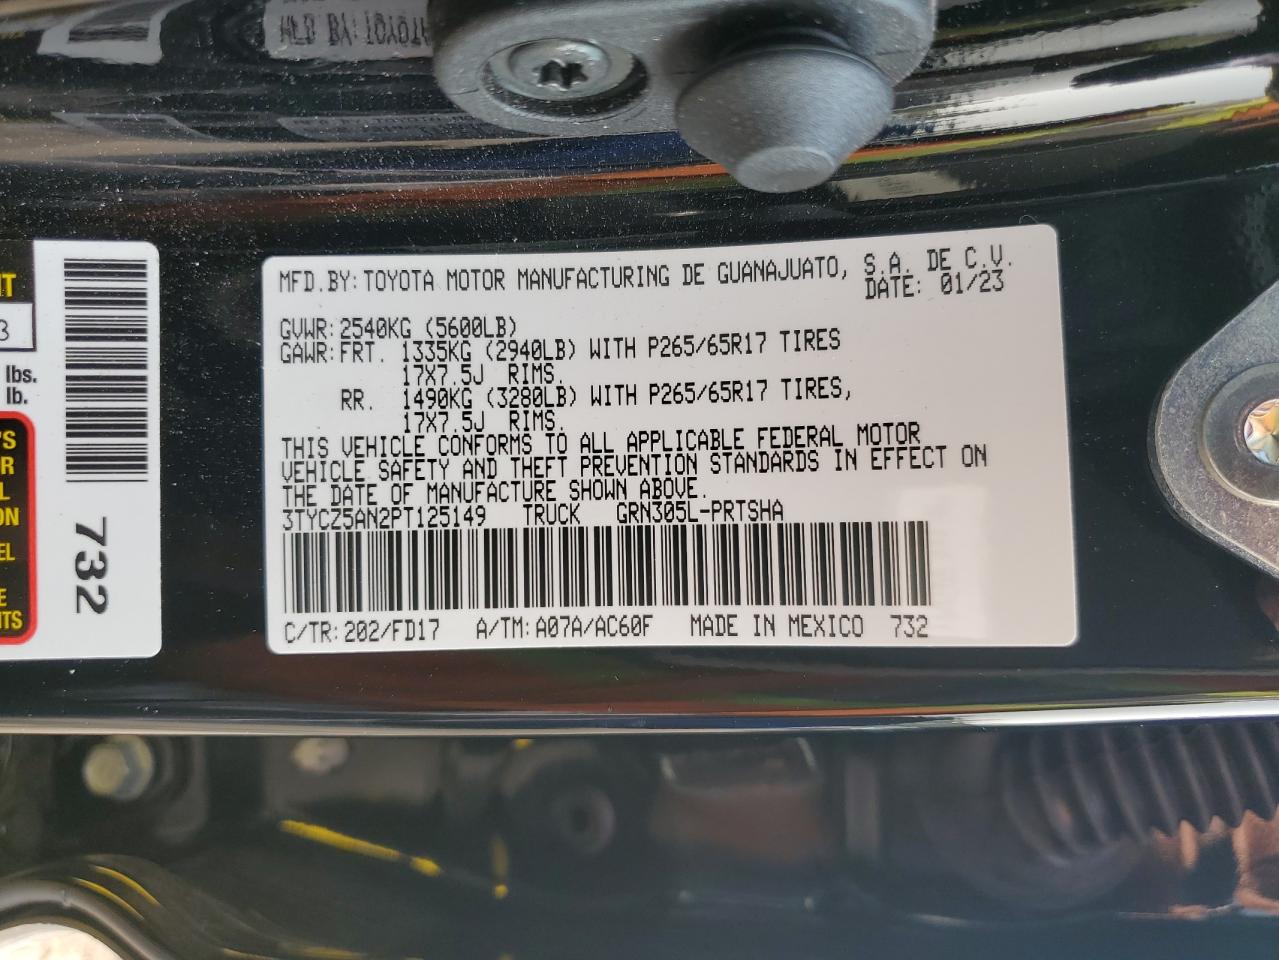 MFD. BY: TOYOTA MOTOR MANUFACTURING DE GUANAJUATO, S.A. DE C.V.
DATE: 01/23
GVWR: 2540KG (5600LB)
GAWR: FRT. 1335KG (2940LB) WITH P265/65R17 TIRES
17X7.5J RIMS.
RR. 1490KG (3280LB) WITH P265/65R17 TIRES,
17X7.5J RIMS.
THIS VEHICLE CONFORMS TO ALL APPLICABLE FEDERAL MOTOR
VEHICLE SAFETY AND THEFT PREVENTION STANDARDS IN EFFECT ON
THE DATE OF MANUFACTURE SHOWN ABOVE.
3TYCZ5AN2PT125149 TRUCK GRN305L-PRTSHA
C/TR: 202/FD17 A/TM: A07A/AC60F MADE IN MEXICO 732
3
lbs.
lb.
732